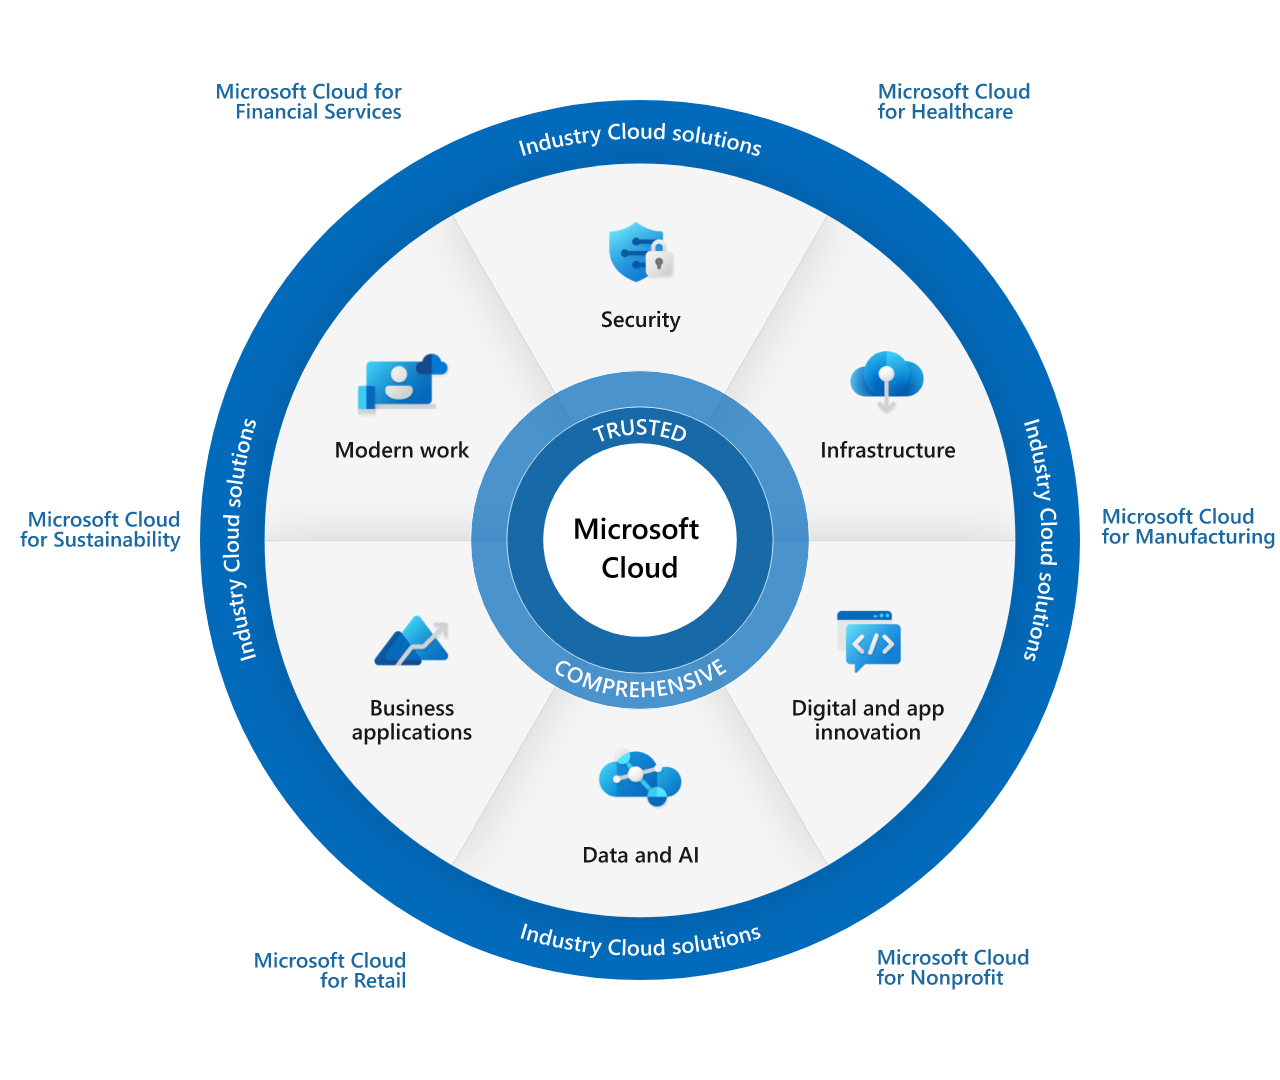 Microsoft Cloud for
Financial Services
Microsoft Cloud
for Healthcare
Industry Cloud solutions
Security
Modern work
Infrastructure
TRUSTED
Industry Cloud solutions
Industry Cloud solutions
Microsoft Cloud
for Sustainability
Microsoft
Cloud
Microsoft Cloud
for Manufacturing
COMPREHENSIVE
Business
applications
Digital and app
innovation
Data and AI
Industry Cloud solutions
Microsoft Cloud
for Retail
Microsoft Cloud
for Nonprofit